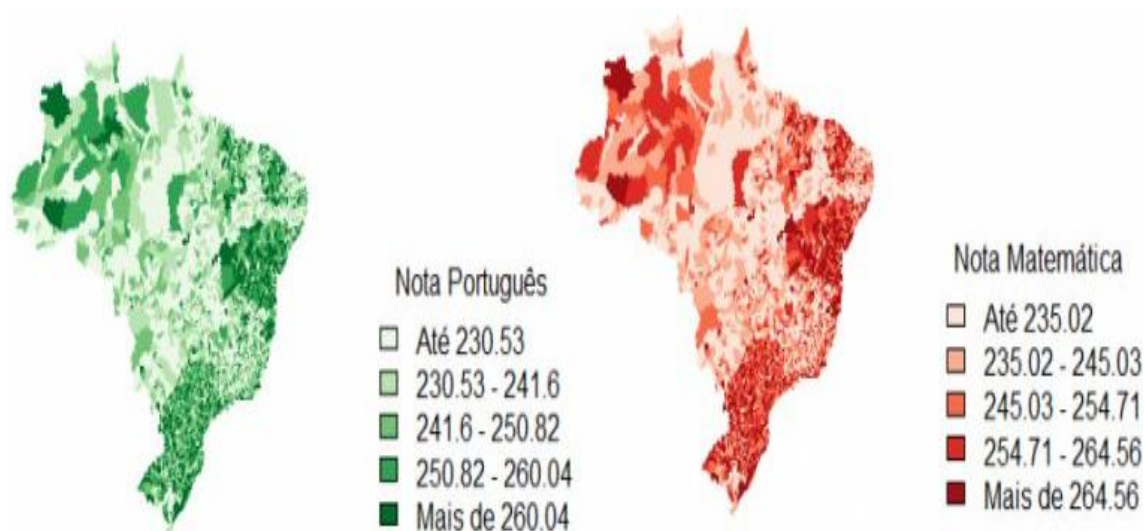 Nota Português
Até 230.53
230.53 - 241.6
241.6 - 250.82
250.82 - 260.04
Mais de 260.04
Nota Matemática
Até 235.02
235.02 - 245.03
245.03 - 254.71
254.71 - 264.56
Mais de 264.56